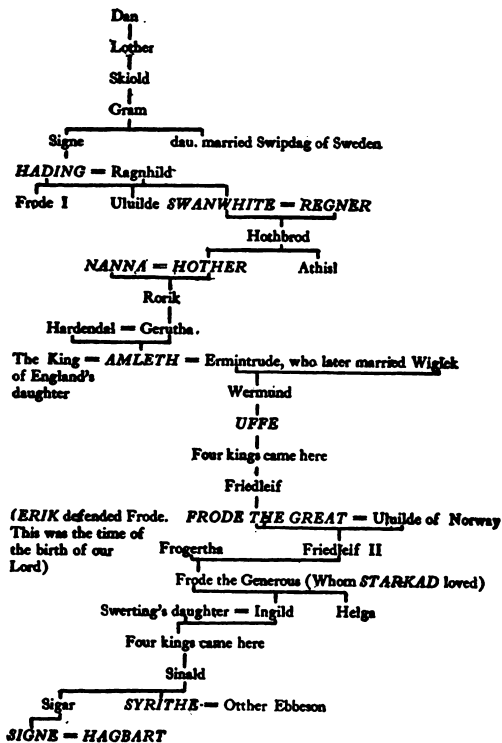 Dan
Lother
Skiold
Gram
Signe dau. married Swipdag of Sweden
HADING = Ragnhild
Frode I Uluilde SWANWHITE = REGNER
Hothbrod
NANNA = HOTHER Athisl
Rorik
Hardendal = Gerutha.
The King = AMLETH = Ermintrude, who later married Wiglek
of England's
daughter
Wermund
UFFE
Four kings came here
Friedleif
(ERIK defended Frode. FRODE THE GREAT = Uluilde of Norway
This was the time of
the birth of our
Lord)
Frogertha Friedleif II
Frode the Generous (Whom STARKAD loved)
Swerting's daughter = Ingild Helga
Four kings came here
Sinald
Sigar SYRITHE = Otther Ebbeson
SIGNE = HAGBART